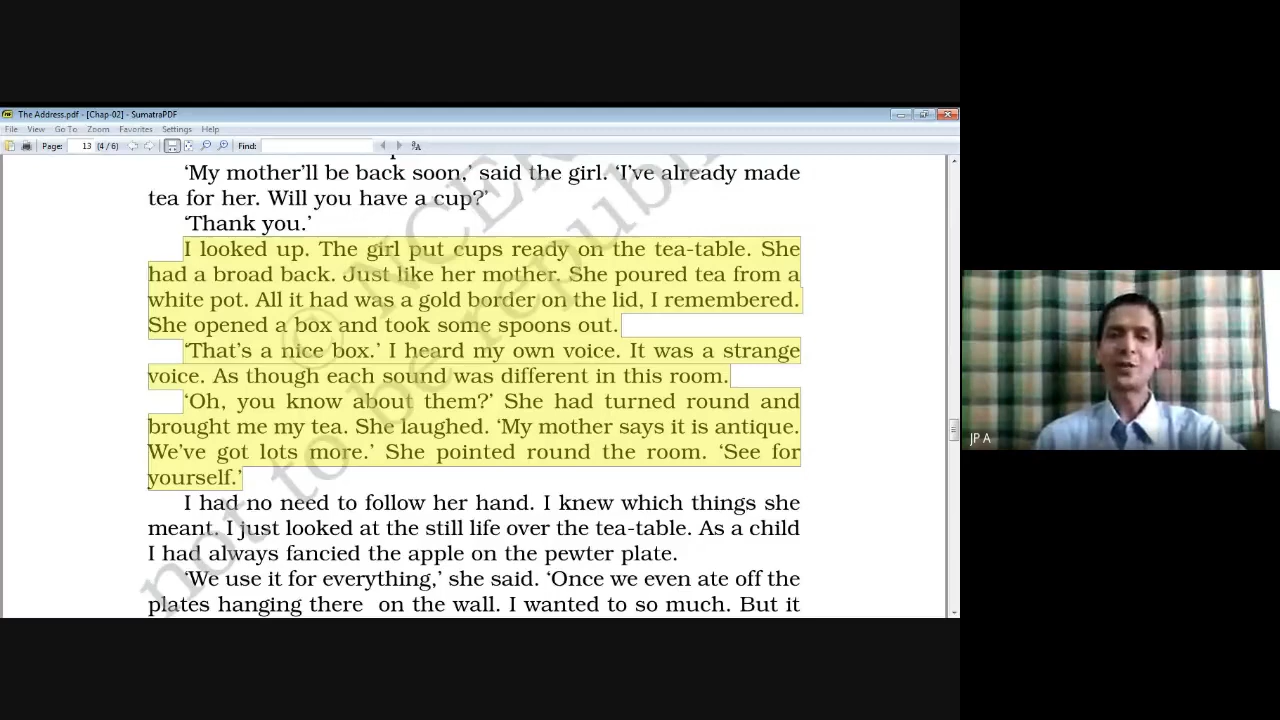 The Address.pdf - [Chap-02] - SumatraPDF
File View Go To Zoom Favorites Settings Help
Page: 13 (4/6) Find:
'My mother'll be back soon,' said the girl. 'I've already made
tea for her. Will you have a cup?'
'Thank you.'
I looked up. The girl put cups ready on the tea-table. She
had a broad back. Just like her mother. She poured tea from a
white pot. All it had was a gold border on the lid, I remembered.
She opened a box and took some spoons out.
'That's a nice box.' I heard my own voice. It was a strange
voice. As though each sound was different in this room.
'Oh, you know about them?' She had turned round and
brought me my tea. She laughed. 'My mother says it is antique.
We've got lots more.' She pointed round the room. 'See for
yourself.'
I had no need to follow her hand. I knew which things she
meant. I just looked at the still life over the tea-table. As a child
I had always fancied the apple on the pewter plate.
'We use it for everything,' she said. 'Once we even ate off the
plates hanging there on the wall. I wanted to so much. But it
© NCER
not to be republi
JP A